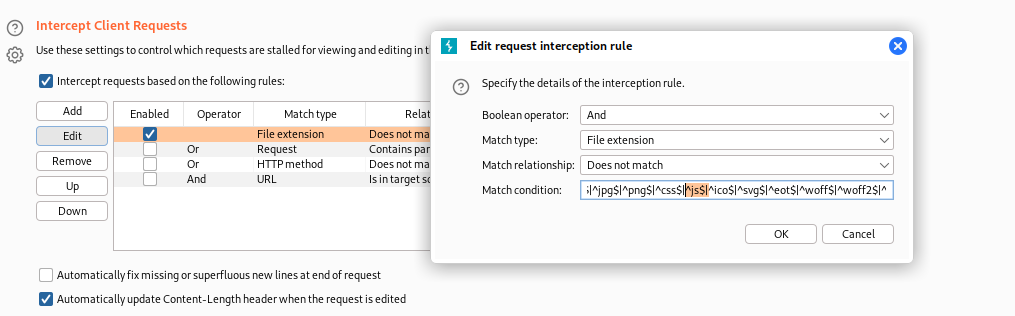 Intercept Client Requests
Use these settings to control which requests are stalled for viewing and editing in t
Intercept requests based on the following rules:
Add
Edit
Remove
Up
Down
Enabled Operator Match type Relat
File extension Does not ma
Or Request Contains par
Or HTTP method Does not ma
And URL Is in target sc
Automatically fix missing or superfluous new lines at end of request
Automatically update Content-Length header when the request is edited
Edit request interception rule
Specify the details of the interception rule.
Boolean operator: And
Match type: File extension
Match relationship: Does not match
Match condition: |^jpg$|^png$|^css$|^js$|^ico$|^svg$|^eot$|^woff$|^woff2$|^
OK Cancel